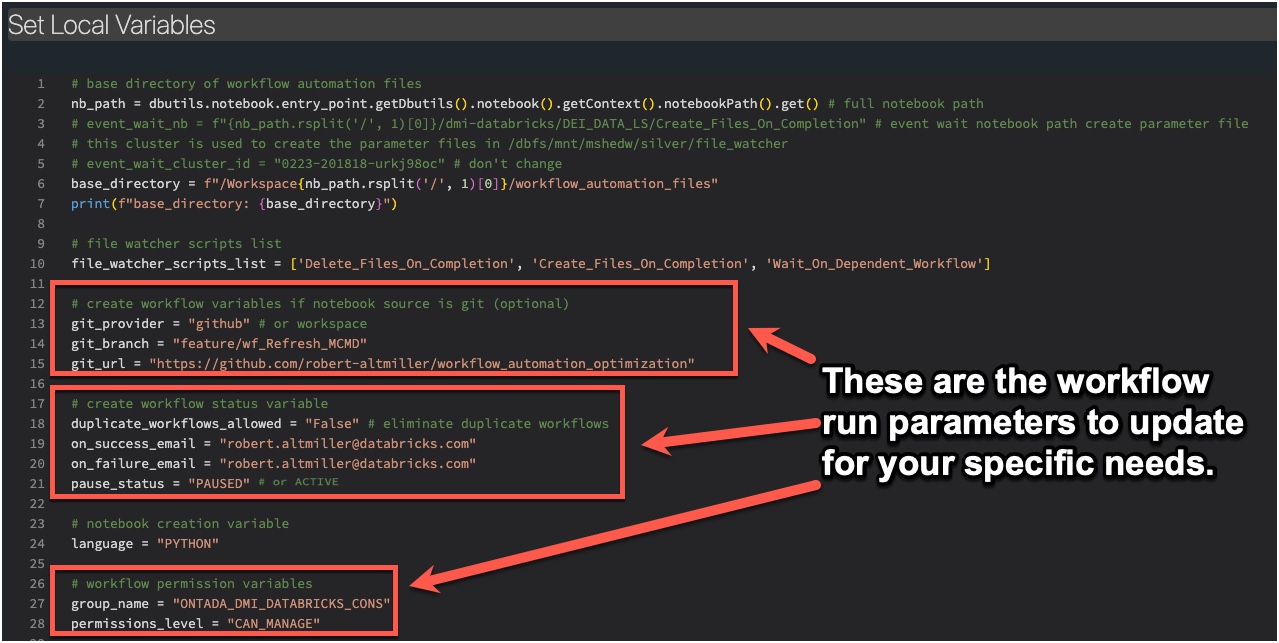 Set Local Variables
1 # base directory of workflow automation files
2 nb_path = dbutils.notebook.entry_point.getDbutils().notebook().getContext().notebookPath().get() # full notebook path
3 # event_wait_nb = f"{nb_path.rsplit('/', 1)[0]}/dmi-databricks/DEI_DATA_LS/Create_Files_On_Completion" # event wait notebook path create parameter file
4 # this cluster is used to create the parameter files in /dbfs/mnt/mshedw/silver/file_watcher
5 # event_wait_cluster_id = "0223-201818-urkj98oc" # don't change
6 base_directory = f"/Workspace{nb_path.rsplit('/', 1)[0]}/workflow_automation_files"
7 print(f"base_directory: {base_directory}")
8
9 # file watcher scripts list
10 file_watcher_scripts_list = ['Delete_Files_On_Completion', 'Create_Files_On_Completion', 'Wait_On_Dependent_Workflow']
11
12 # create workflow variables if notebook source is git (optional)
13 git_provider = "github" # or workspace
14 git_branch = "feature/wf_Refresh_MCMD"
15 git_url = "https://github.com/robert-altmiller/workflow_automation_optimization"
16
17 # create workflow status variable
18 duplicate_workflows_allowed = "False" # eliminate duplicate workflows
19 on_success_email = "robert.altmiller@databricks.com"
20 on_failure_email = "robert.altmiller@databricks.com"
21 pause_status = "PAUSED" # or ACTIVE
22
23 # notebook creation variable
24 language = "PYTHON"
25
26 # workflow permission variables
27 group_name = "ONTADA_DMI_DATABRICKS_CONS"
28 permissions_level = "CAN_MANAGE"
These are the workflow
run parameters to update
for your specific needs.